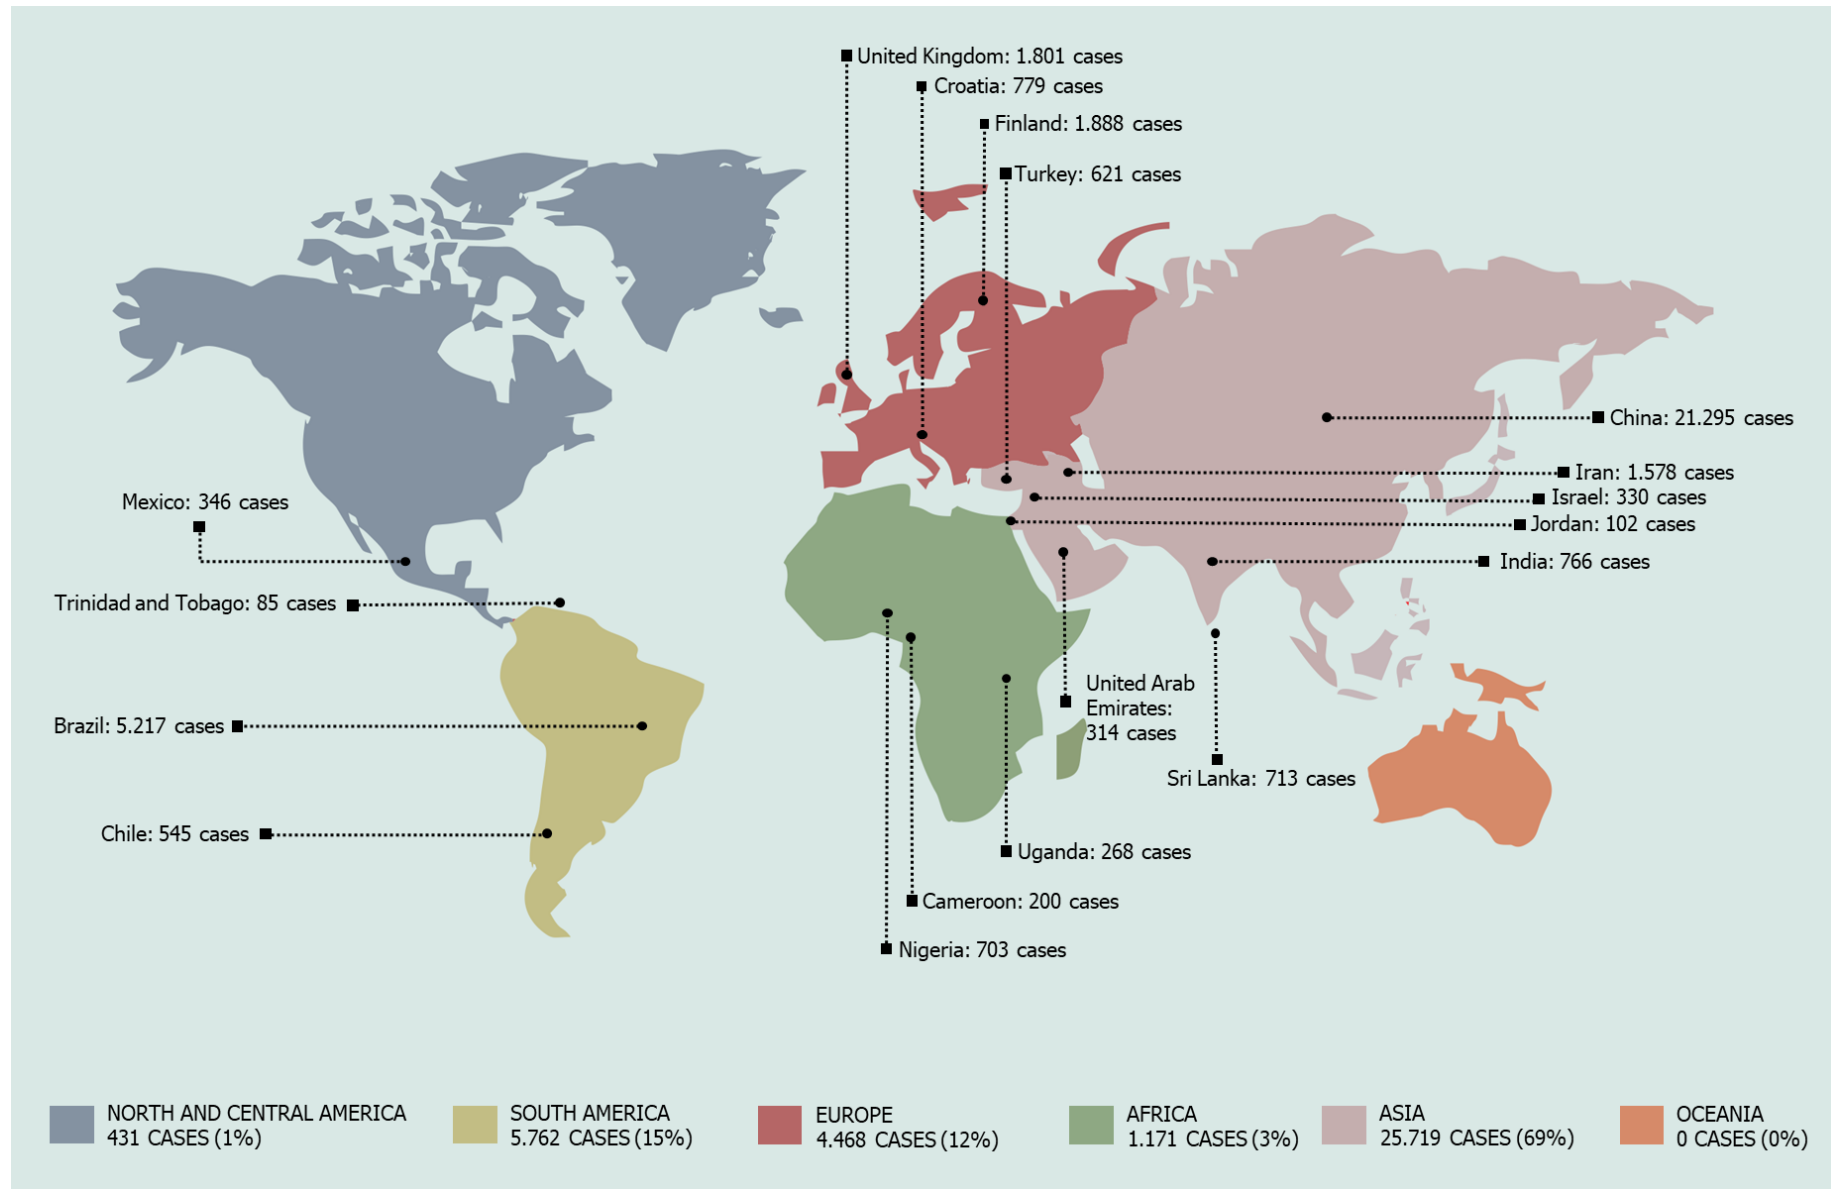 United Kingdom: 1.801 cases
Croatia: 779 cases
Finland: 1.888 cases
Turkey: 621 cases
China: 21.295 cases
Iran: 1.578 cases
Israel: 330 cases
Jordan: 102 cases
India: 766 cases
Mexico: 346 cases
Trinidad and Tobago: 85 cases
Brazil: 5.217 cases
Chile: 545 cases
United Arab
Emirates:
314 cases
Sri Lanka: 713 cases
Uganda: 268 cases
Cameroon: 200 cases
Nigeria: 703 cases
NORTH AND CENTRAL AMERICA
431 CASES (1%)
SOUTH AMERICA
5.762 CASES (15%)
EUROPE
4.468 CASES (12%)
AFRICA
1.171 CASES (3%)
ASIA
25.719 CASES (69%)
OCEANIA
0 CASES (0%)